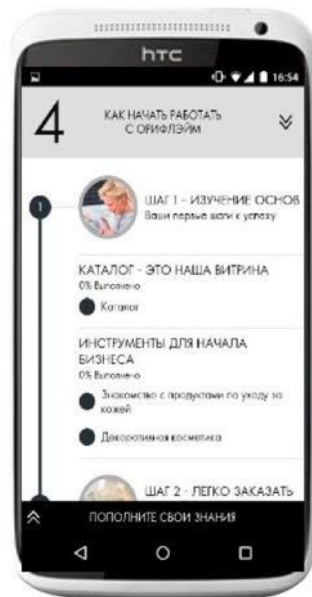 htc
16:54
4
КАК НАЧАТЬ РАБОТАТЬ
С ОРИФЛЭЙМ
1
ШАГ 1 - ИЗУЧЕНИЕ ОСНОВ
Ваши первые шаги к успеху
КАТАЛОГ - ЭТО НАША ВИТРИНА
0% Выполнено
Каталог
ИНСТРУМЕНТЫ ДЛЯ НАЧАЛА
БИЗНЕСА
0% Выполнено
Знакомство с продуктами по уходу за
кожей
Декоративная косметика
ШАГ 2 - ЛЕГКО ЗАКАЗАТЬ
ПОПОЛНИТЕ СВОИ ЗНАНИЯ